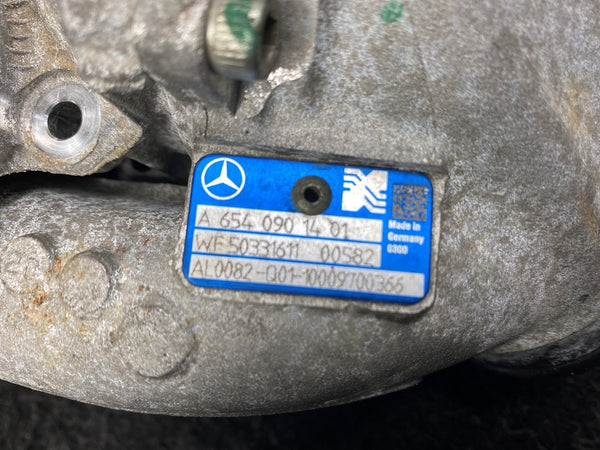 A 654 090 14 01
WF50331611 00582
AL0082-Q01-10009700366
Made in
Germany
0300